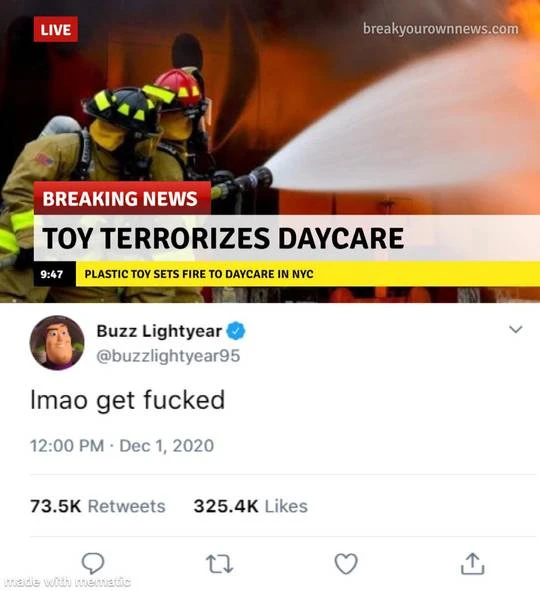 LIVE
breakyourownnews.com
BREAKING NEWS
TOY TERRORIZES DAYCARE
9:47 PLASTIC TOY SETS FIRE TO DAYCARE IN NYC
Buzz Lightyear
@buzzlightyear95
lmao get fucked
12:00 PM · Dec 1, 2020
73.5K Retweets 325.4K Likes
made with mematic